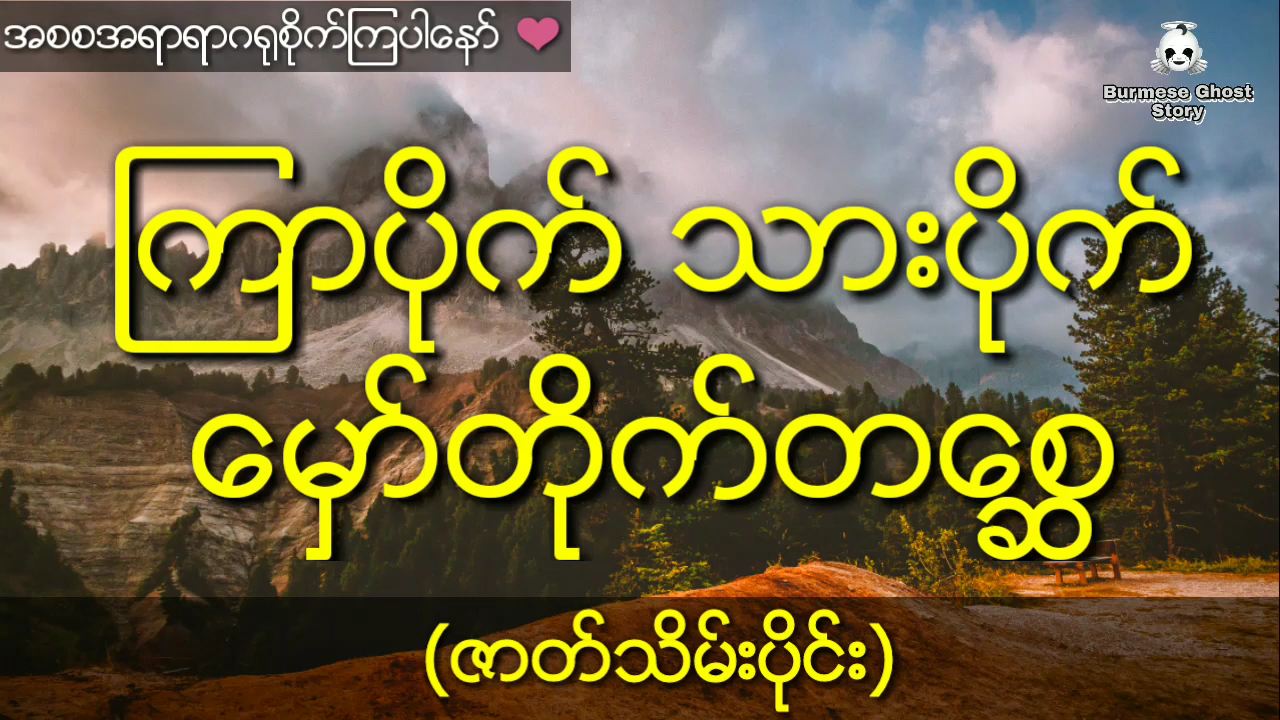 အစစအရာရာဂရုစိုက်ကြပါနော် ❤
Burmese Ghost
Story
ကြာပိုက် သားပိုက်
မှော်တိုက်တစ္ဆေ
(ဇာတ်သိမ်းပိုင်း)